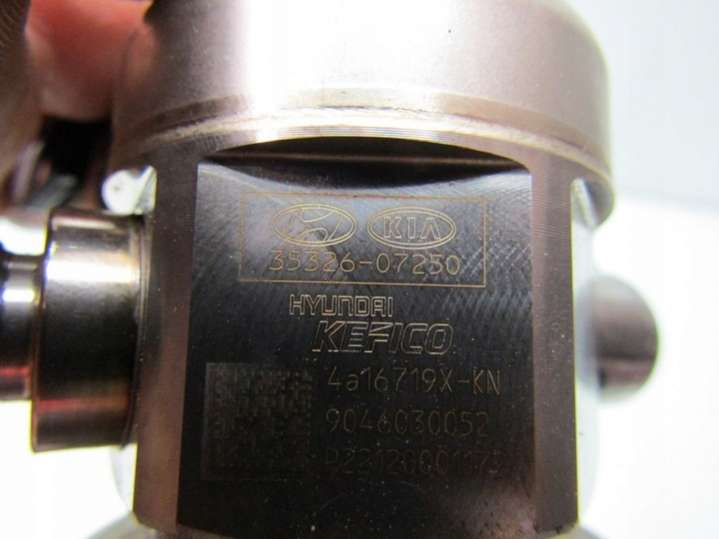 KIA
35326-07250
HYUNDAI
KEFICO
4a16719X-KN
9046030052